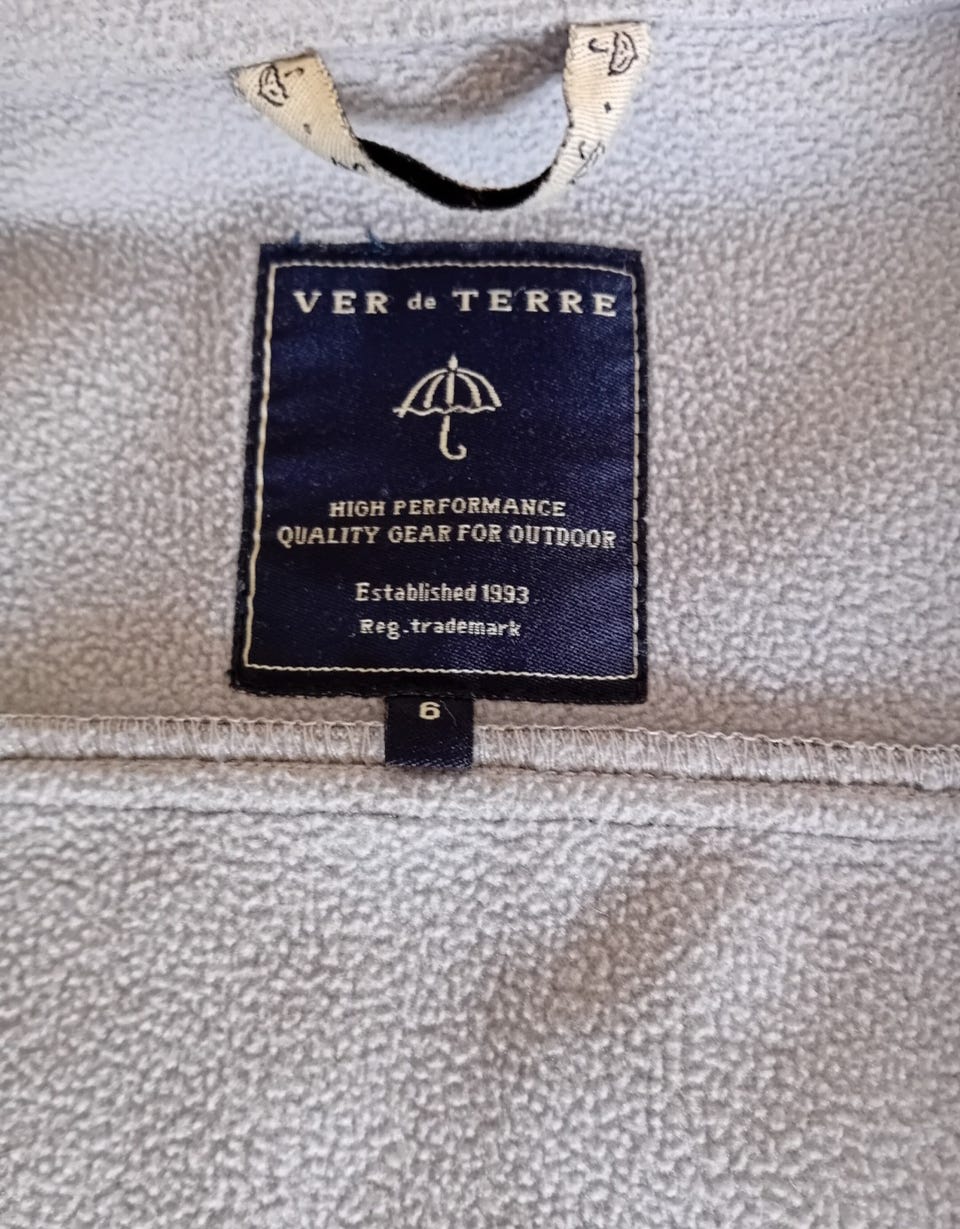 VER de TERRE
HIGH PERFORMANCE
QUALITY GEAR FOR OUTDOOR
Established 1993
Reg. trademark
6